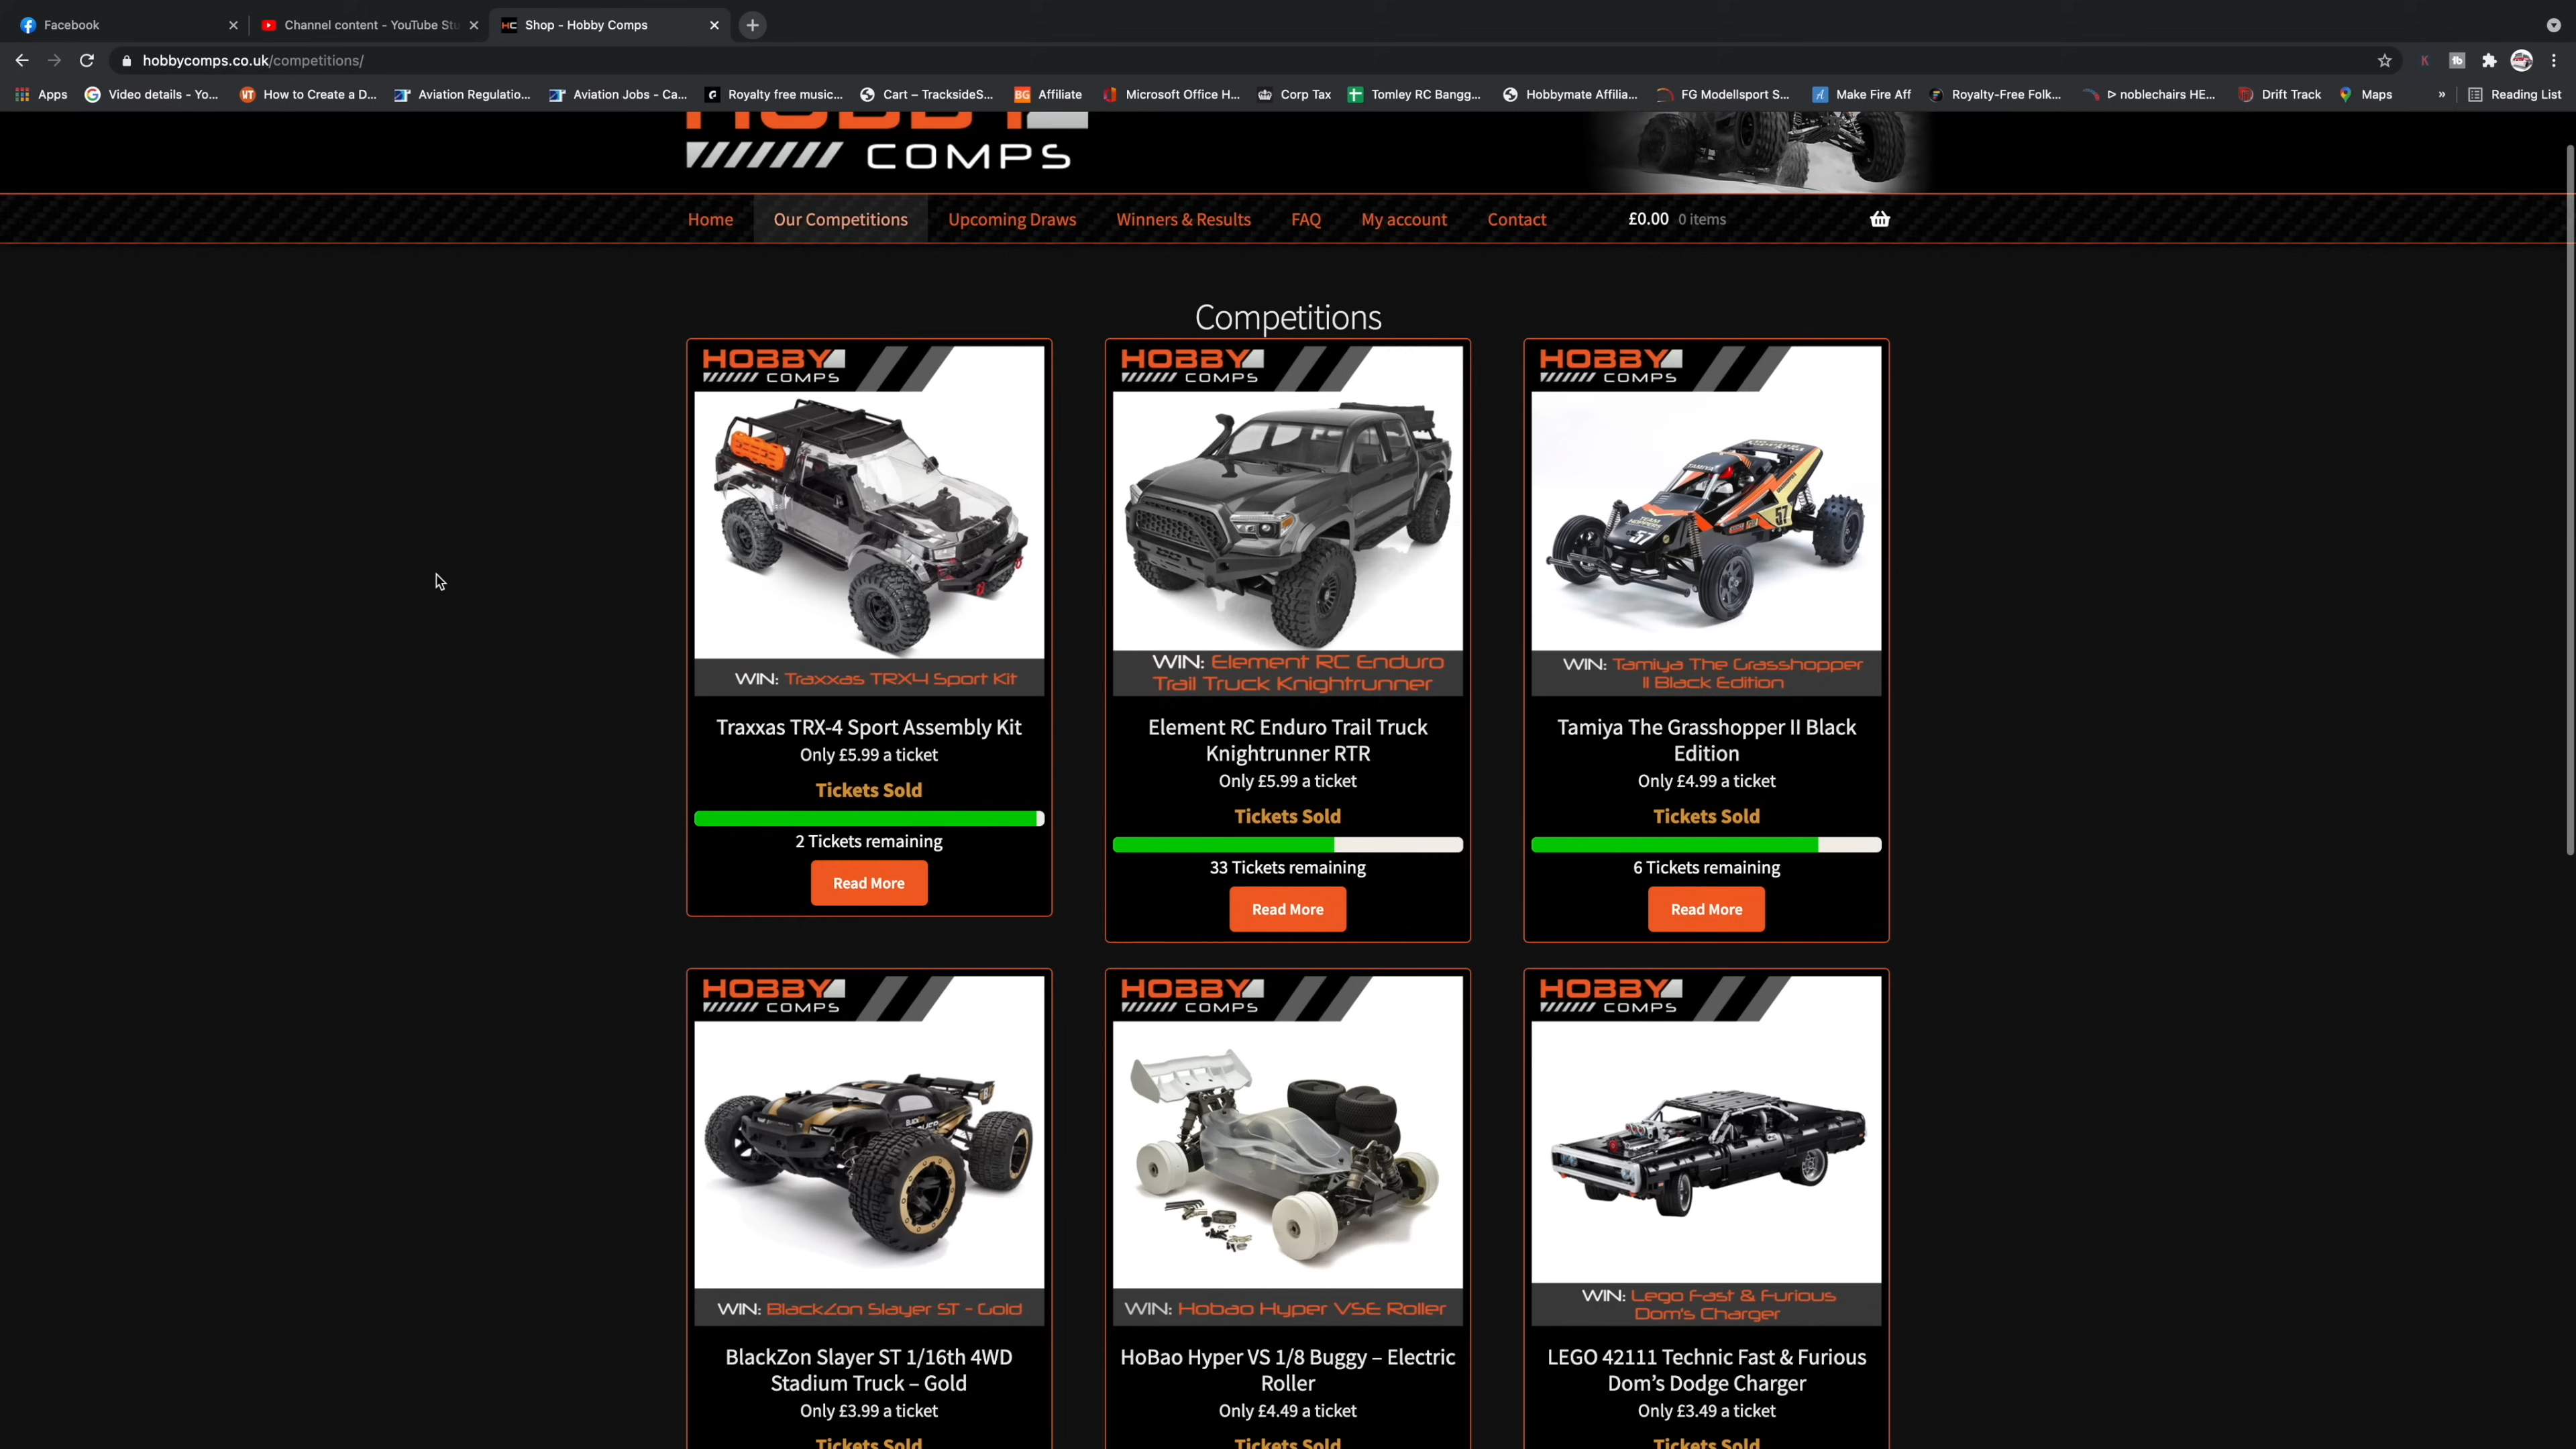 Facebook
Channel content - YouTube Stu
Shop - Hobby Comps
hobbycomps.co.uk/competitions/
Apps
Video details - Yo...
How to Create a D...
Aviation Regulatio...
Aviation Jobs - Ca...
Royalty free music...
Cart – TracksideS...
Affiliate
Microsoft Office H...
Corp Tax
Tomley RC Bangg...
Hobbymate Affilia...
FG Modellsport S...
Make Fire Aff
Royalty-Free Folk...
ᐅ noblechairs HE...
Drift Track
Maps
»
Reading List
HOBBY
COMPS
Home
Our Competitions
Upcoming Draws
Winners & Results
FAQ
My account
Contact
£0.00 0 items
Competitions
HOBBY
COMPS
WIN: Traxxas TRX4 Sport Kit
Traxxas TRX-4 Sport Assembly Kit
Only £5.99 a ticket
Tickets Sold
2 Tickets remaining
Read More
HOBBY
COMPS
WIN: Element RC Enduro
Trail Truck Knightrunner
Element RC Enduro Trail Truck
Knightrunner RTR
Only £5.99 a ticket
Tickets Sold
33 Tickets remaining
Read More
HOBBY
COMPS
TAMIYA
57
57
WIN: Tamiya The Grasshopper
II Black Edition
Tamiya The Grasshopper II Black
Edition
Only £4.99 a ticket
Tickets Sold
6 Tickets remaining
Read More
HOBBY
COMPS
WIN: BlackZon Slayer ST - Gold
BlackZon Slayer ST 1/16th 4WD
Stadium Truck – Gold
Only £3.99 a ticket
Tickets Sold
HOBBY
COMPS
WIN: Hobao Hyper VSE Roller
HoBao Hyper VS 1/8 Buggy – Electric
Roller
Only £4.49 a ticket
Tickets Sold
HOBBY
COMPS
WIN: Lego Fast & Furious
Dom's Charger
LEGO 42111 Technic Fast & Furious
Dom's Dodge Charger
Only £3.49 a ticket
Tickets Sold